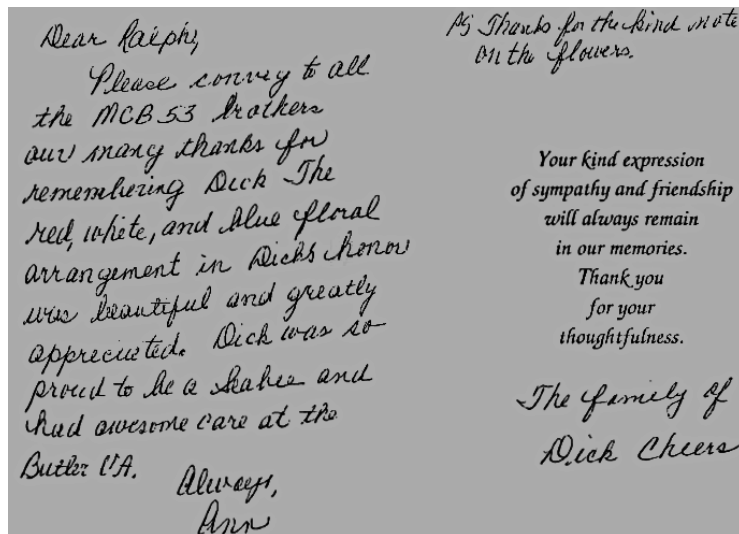 Dear Ralph,
Please convey to all
the MCB 53 brothers
our many thanks for
remembering Dick The
red, white, and blue floral
arrangement in Dicks honor
was beautiful and greatly
appreciated. Dick was so
proud to be a Seabee and
had awesome care at the
Butler VA.
Always,
Ann
PS Thanks for the kind note
on the flowers.
Your kind expression
of sympathy and friendship
will always remain
in our memories.
Thank you
for your
thoughtfulness.
The family of
Dick Cheers